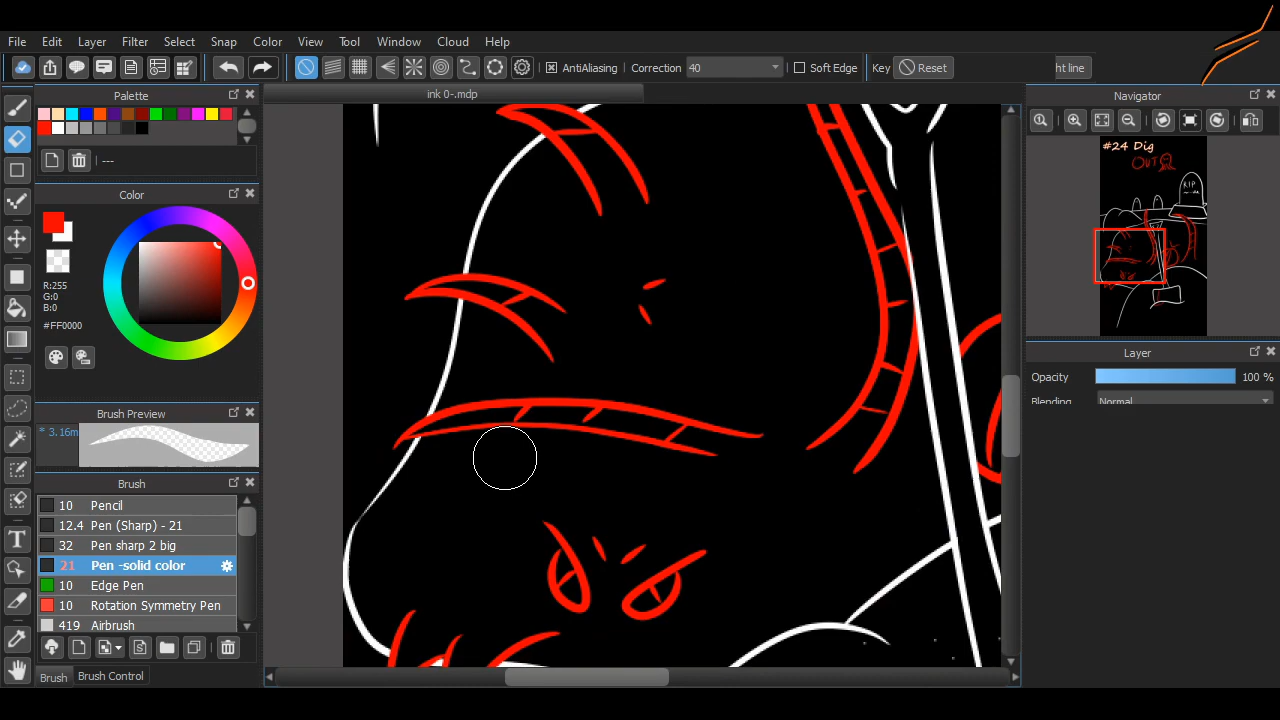 File Edit Layer Filter Select Snap Color View Tool Window Cloud Help
AntiAliasing Correction 40 Soft Edge Key Reset ht line
Palette
---
Color
R:255
G:0
B:0
#FF0000
Brush Preview
* 3.16m
Brush
10 Pencil
12.4 Pen (Sharp) - 21
32 Pen sharp 2 big
21 Pen -solid color
10 Edge Pen
10 Rotation Symmetry Pen
419 Airbrush
Brush Brush Control
ink 0-.mdp
Navigator
#24 Dig
OUT
RIP
Layer
Opacity 100 %
Blending Normal